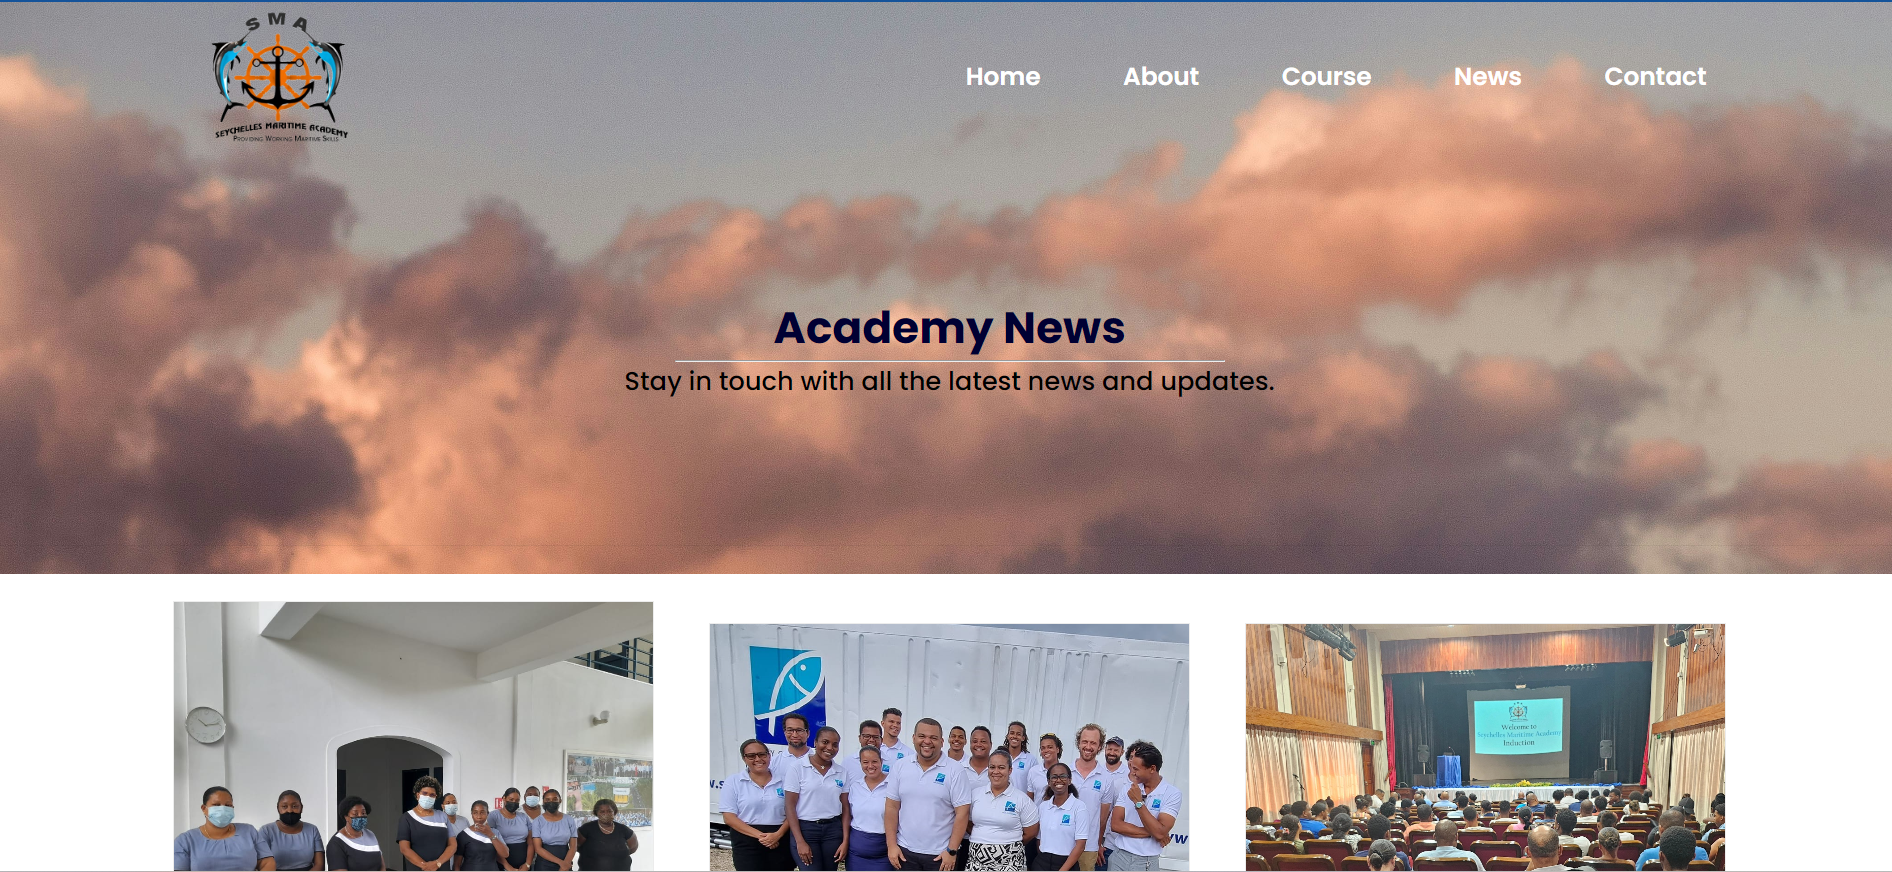 SMA
SEYCHELLES MARITIME ACADEMY
PROVIDING WORKING MARITIME SKILLS
Home
About
Course
News
Contact
Academy News
Stay in touch with all the latest news and updates.
Welcome to
Seychelles Maritime Academy
Induction